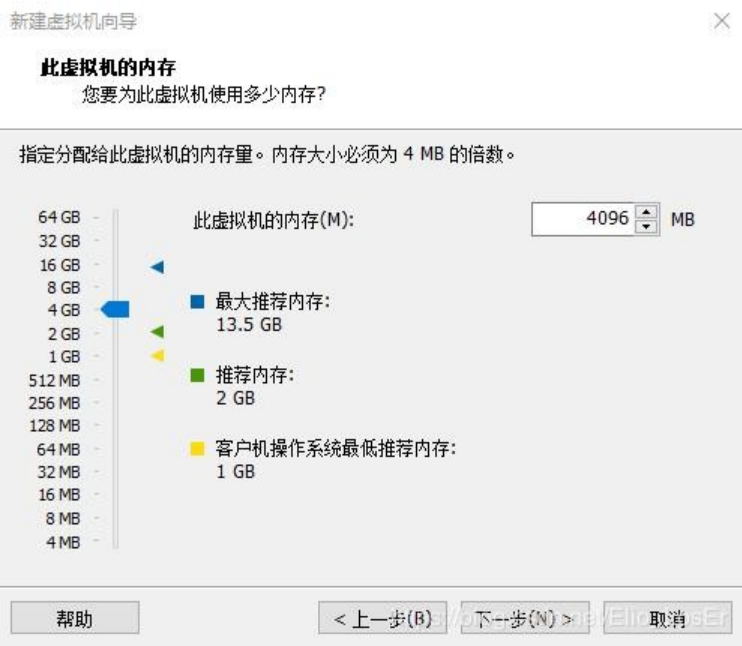 新建虚拟机向导
此虚拟机的内存
您要为此虚拟机使用多少内存?
指定分配给此虚拟机的内存量。内存大小必须为 4 MB 的倍数。
64 GB
32 GB
16 GB
8 GB
4 GB
2 GB
1 GB
512 MB
256 MB
128 MB
64 MB
32 MB
16 MB
8 MB
4 MB
此虚拟机的内存(M): 4096 MB
最大推荐内存:
13.5 GB
推荐内存:
2 GB
客户机操作系统最低推荐内存:
1 GB
帮助 < 上一步(B) 下一步(N) > 取消